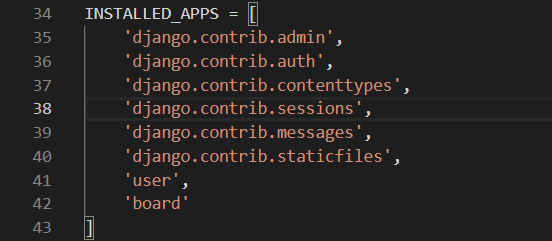 34 INSTALLED_APPS = [
35     'django.contrib.admin',
36     'django.contrib.auth',
37     'django.contrib.contenttypes',
38     'django.contrib.sessions',
39     'django.contrib.messages',
40     'django.contrib.staticfiles',
41     'user',
42     'board'
43 ]